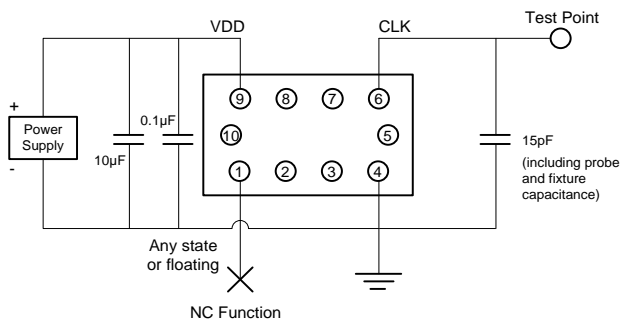 Test Point
VDD
CLK
9
8
7
6
+
Power
Supply
-
10µF
0.1µF
10
5
15pF
(including probe
and fixture
capacitance)
1
2
3
4
Any state
or floating
NC Function